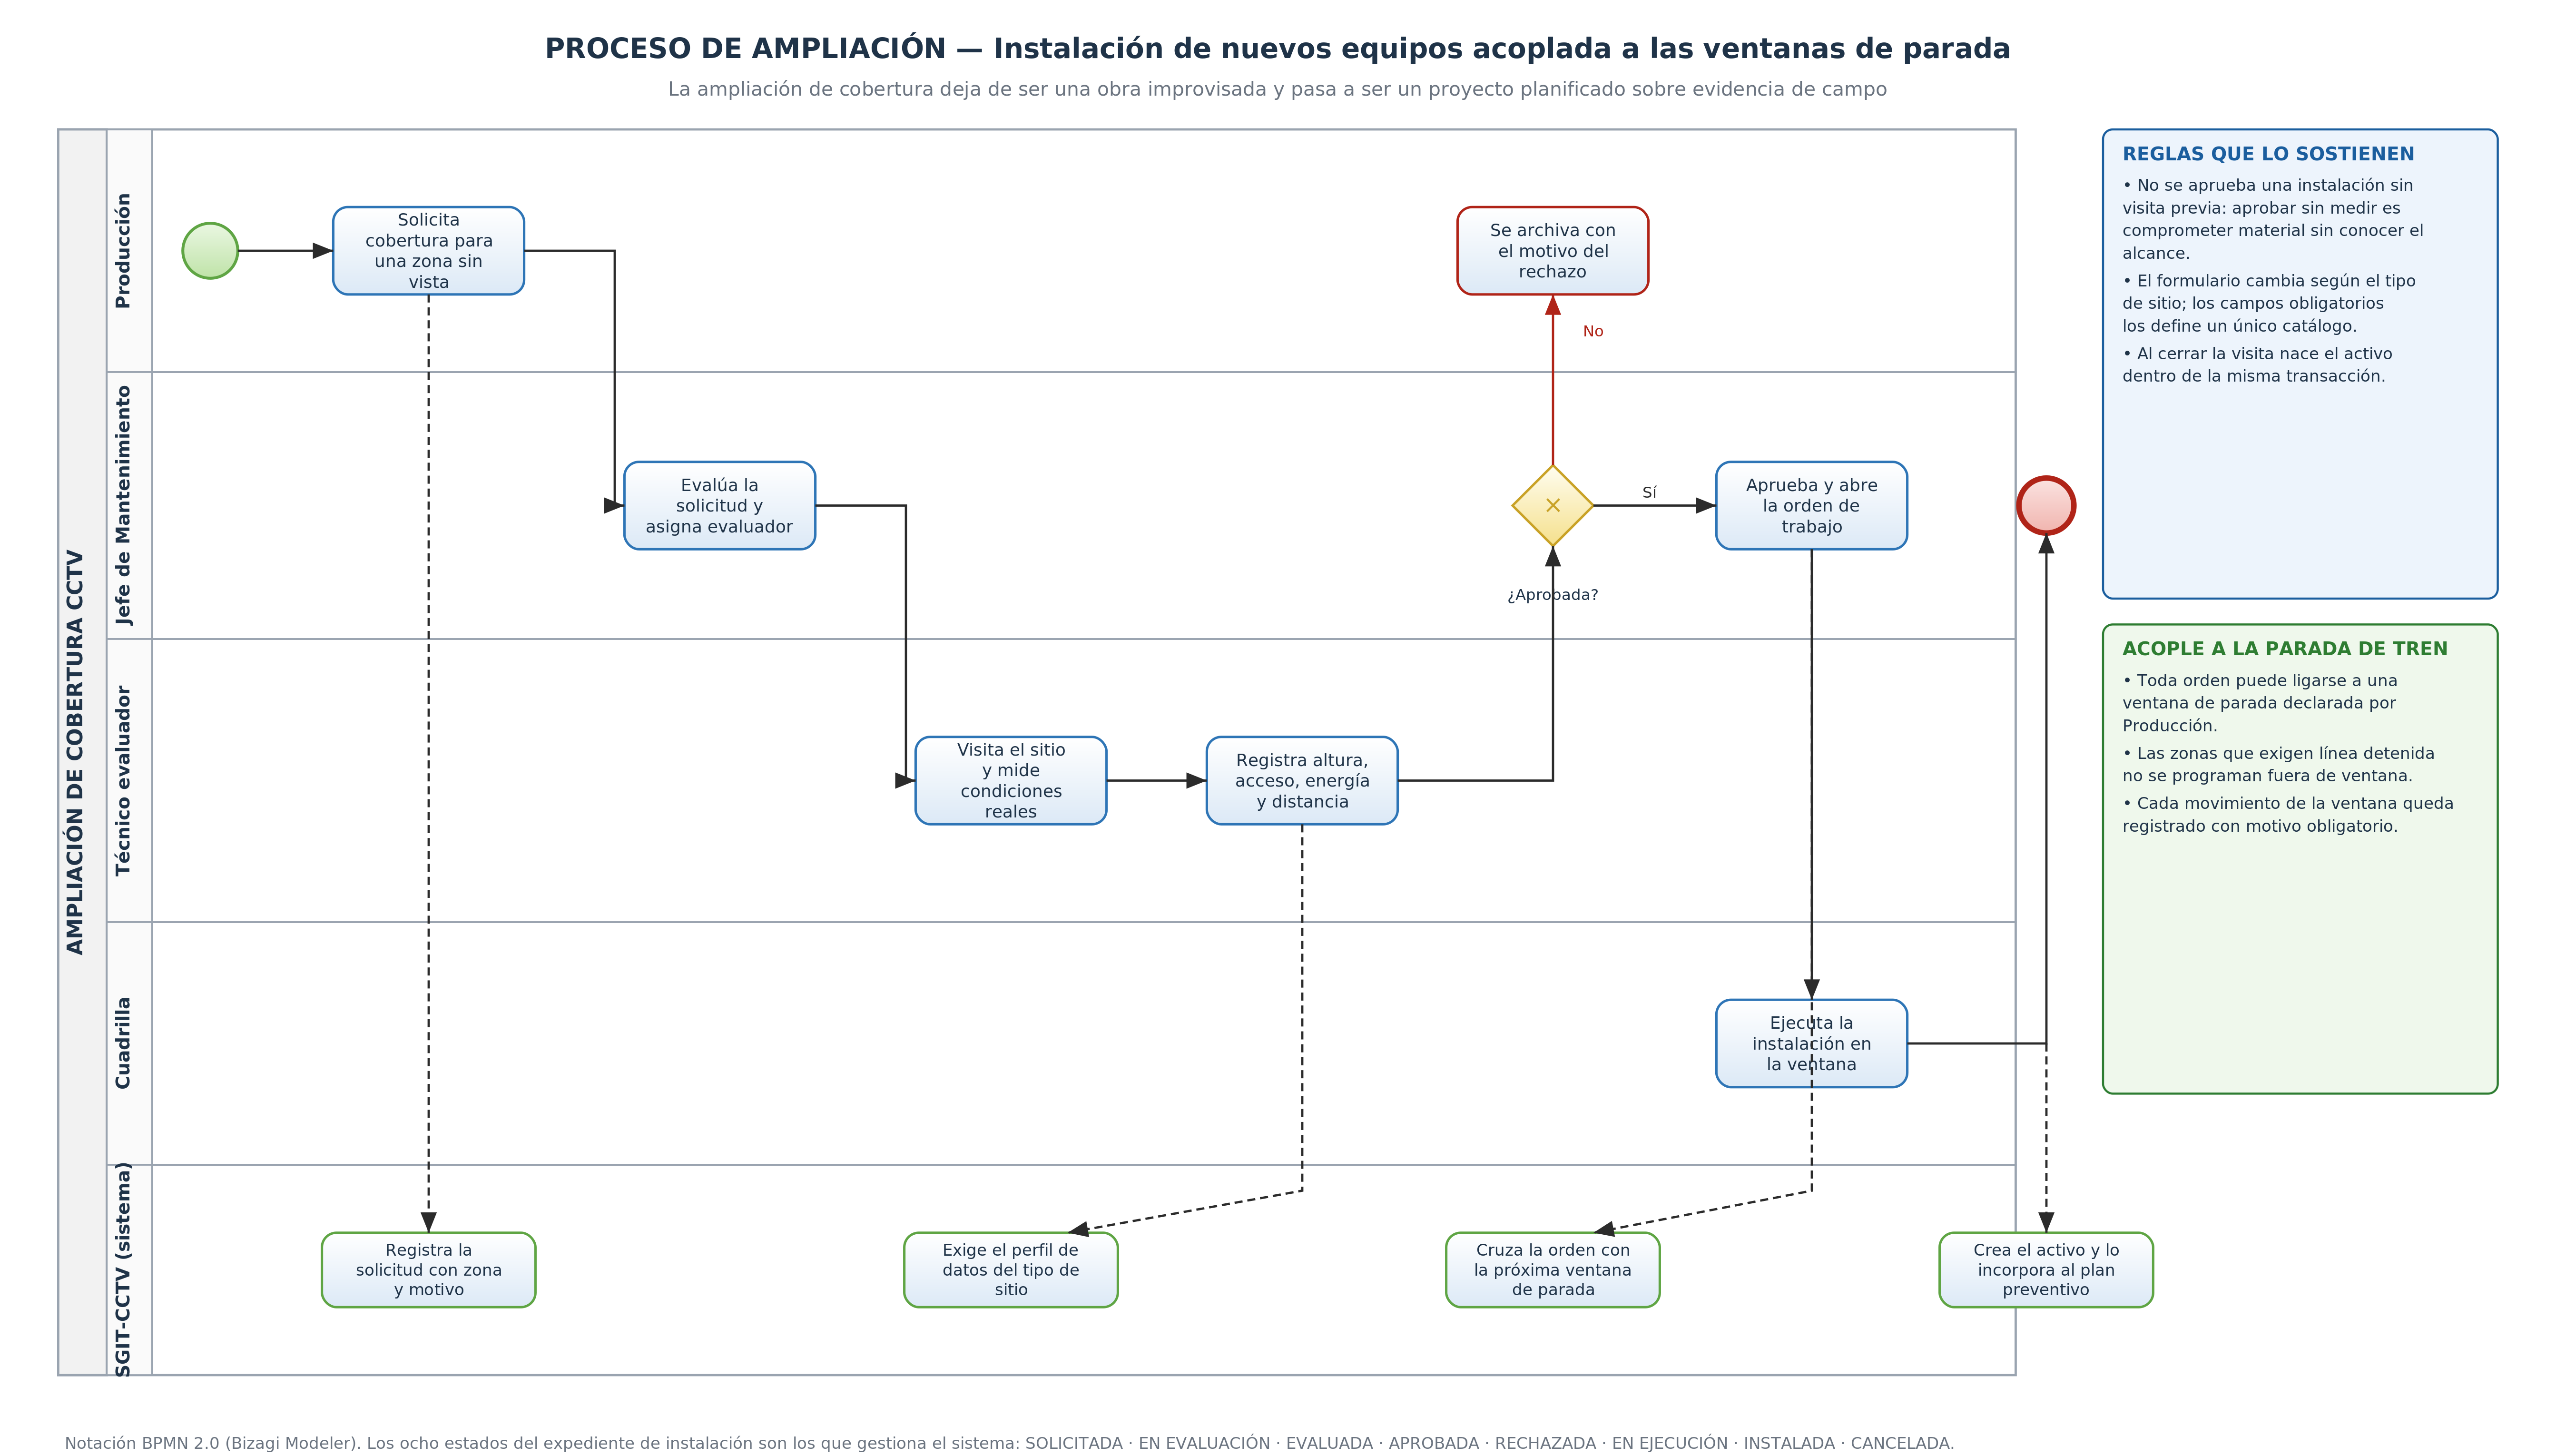 PROCESO DE AMPLIACIÓN — Instalación de nuevos equipos acoplada a las ventanas de parada
La ampliación de cobertura deja de ser una obra improvisada y pasa a ser un proyecto planificado sobre evidencia de campo
AMPLIACIÓN DE COBERTURA CCTV
Producción
Solicita
cobertura para
una zona sin
vista
Se archiva con
el motivo del
rechazo
No
Jefe de Mantenimiento
Evalúa la
solicitud y
asigna evaluador
¿Aprobada?
Sí
Aprueba y abre
la orden de
trabajo
Técnico evaluador
Visita el sitio
y mide
condiciones
reales
Registra altura,
acceso, energía
y distancia
Cuadrilla
Ejecuta la
instalación en
la ventana
SGIT-CCTV (sistema)
Registra la
solicitud con zona
y motivo
Exige el perfil de
datos del tipo de
sitio
Cruza la orden con
la próxima ventana
de parada
Crea el activo y lo
incorpora al plan
preventivo
REGLAS QUE LO SOSTIENEN
• No se aprueba una instalación sin
visita previa: aprobar sin medir es
comprometer material sin conocer el
alcance.
• El formulario cambia según el tipo
de sitio; los campos obligatorios
los define un único catálogo.
• Al cerrar la visita nace el activo
dentro de la misma transacción.
ACOPLE A LA PARADA DE TREN
• Toda orden puede ligarse a una
ventana de parada declarada por
Producción.
• Las zonas que exigen línea detenida
no se programan fuera de ventana.
• Cada movimiento de la ventana queda
registrado con motivo obligatorio.
Notación BPMN 2.0 (Bizagi Modeler). Los ocho estados del expediente de instalación son los que gestiona el sistema: SOLICITADA · EN EVALUACIÓN · EVALUADA · APROBADA · RECHAZADA · EN EJECUCIÓN · INSTALADA · CANCELADA.